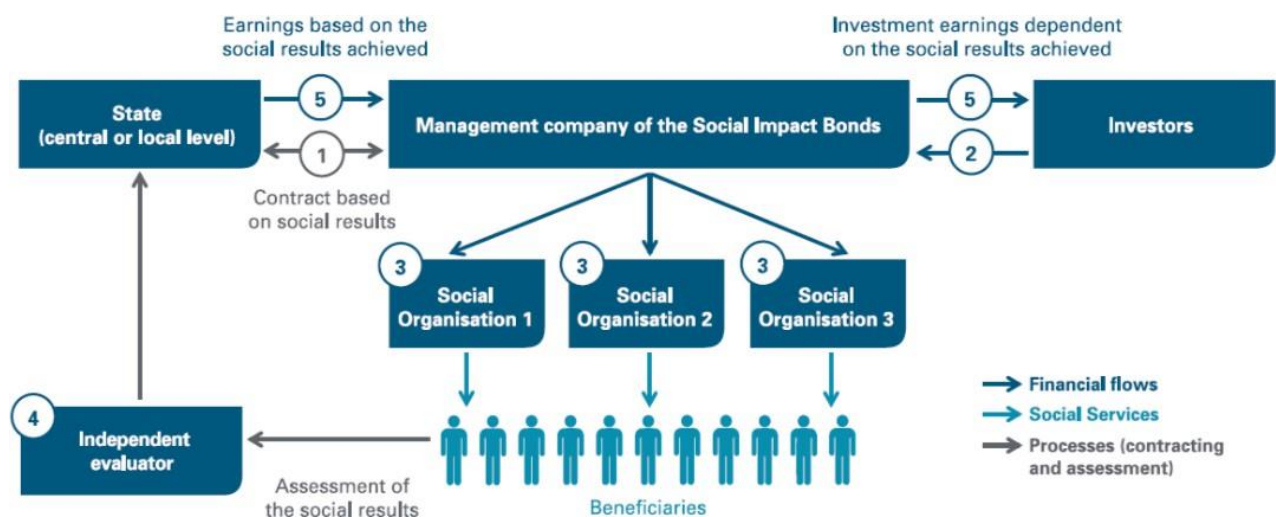 Earnings based on the
social results achieved
Investment earnings dependent
on the social results achieved
State
(central or local level)
5
1
Management company of the Social Impact Bonds
5
2
Investors
Contract based
on social results
3
Social
Organisation 1
3
Social
Organisation 2
3
Social
Organisation 3
Financial flows
Social Services
Processes (contracting
and assessment)
4
Independent
evaluator
Assessment of
the social results
Beneficiaries